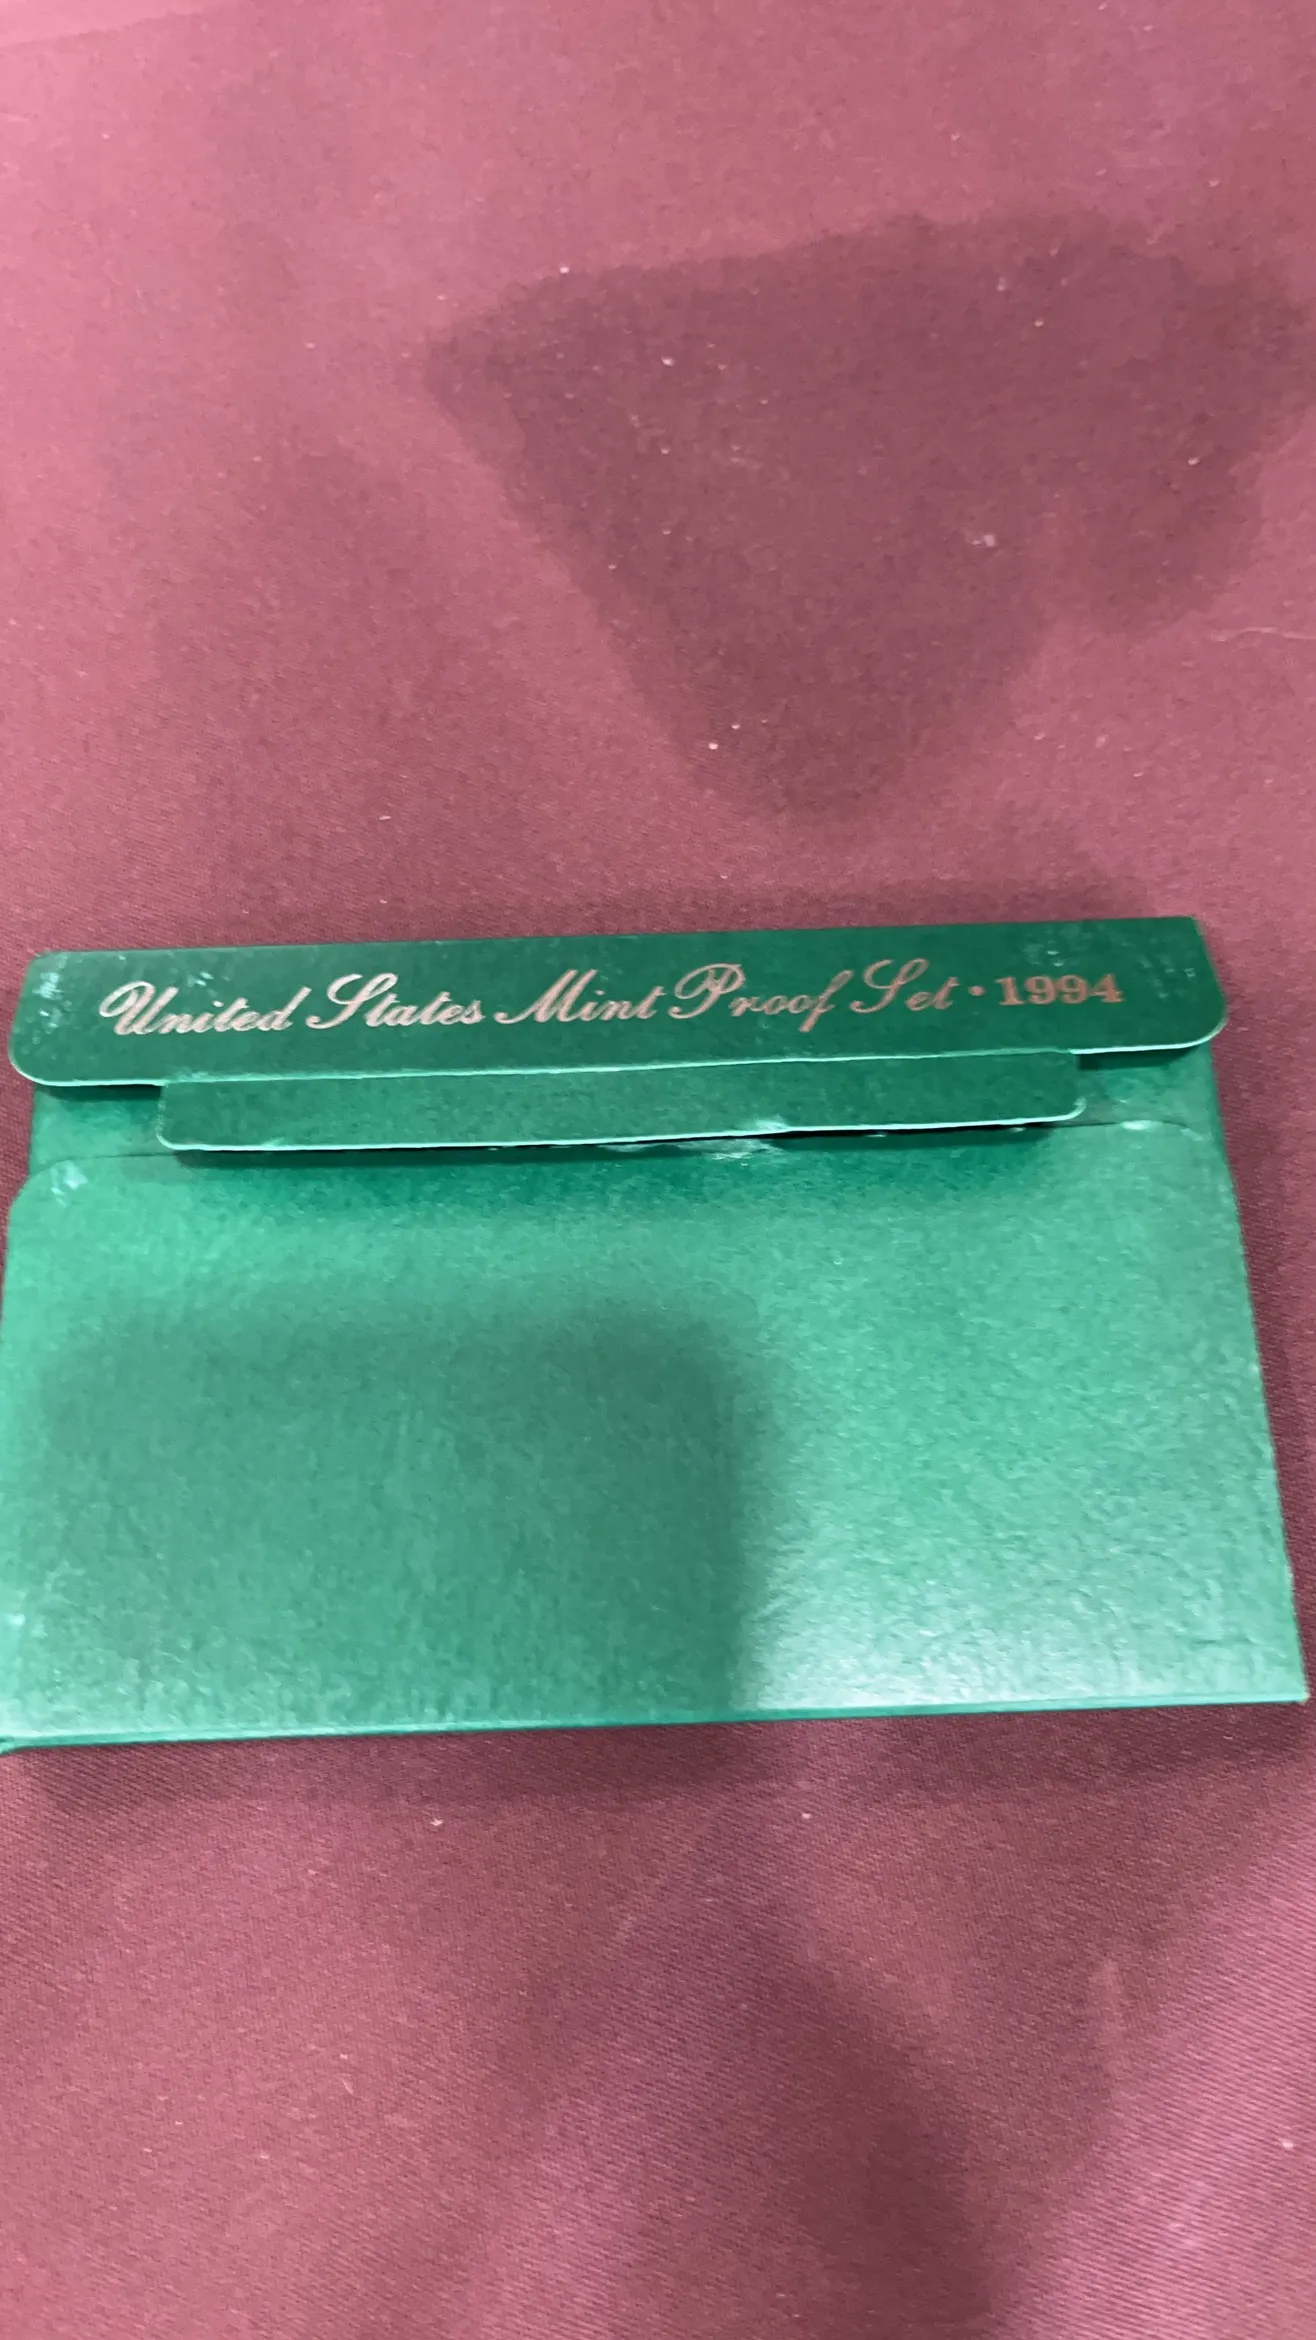 United States Mint Proof Set • 1994